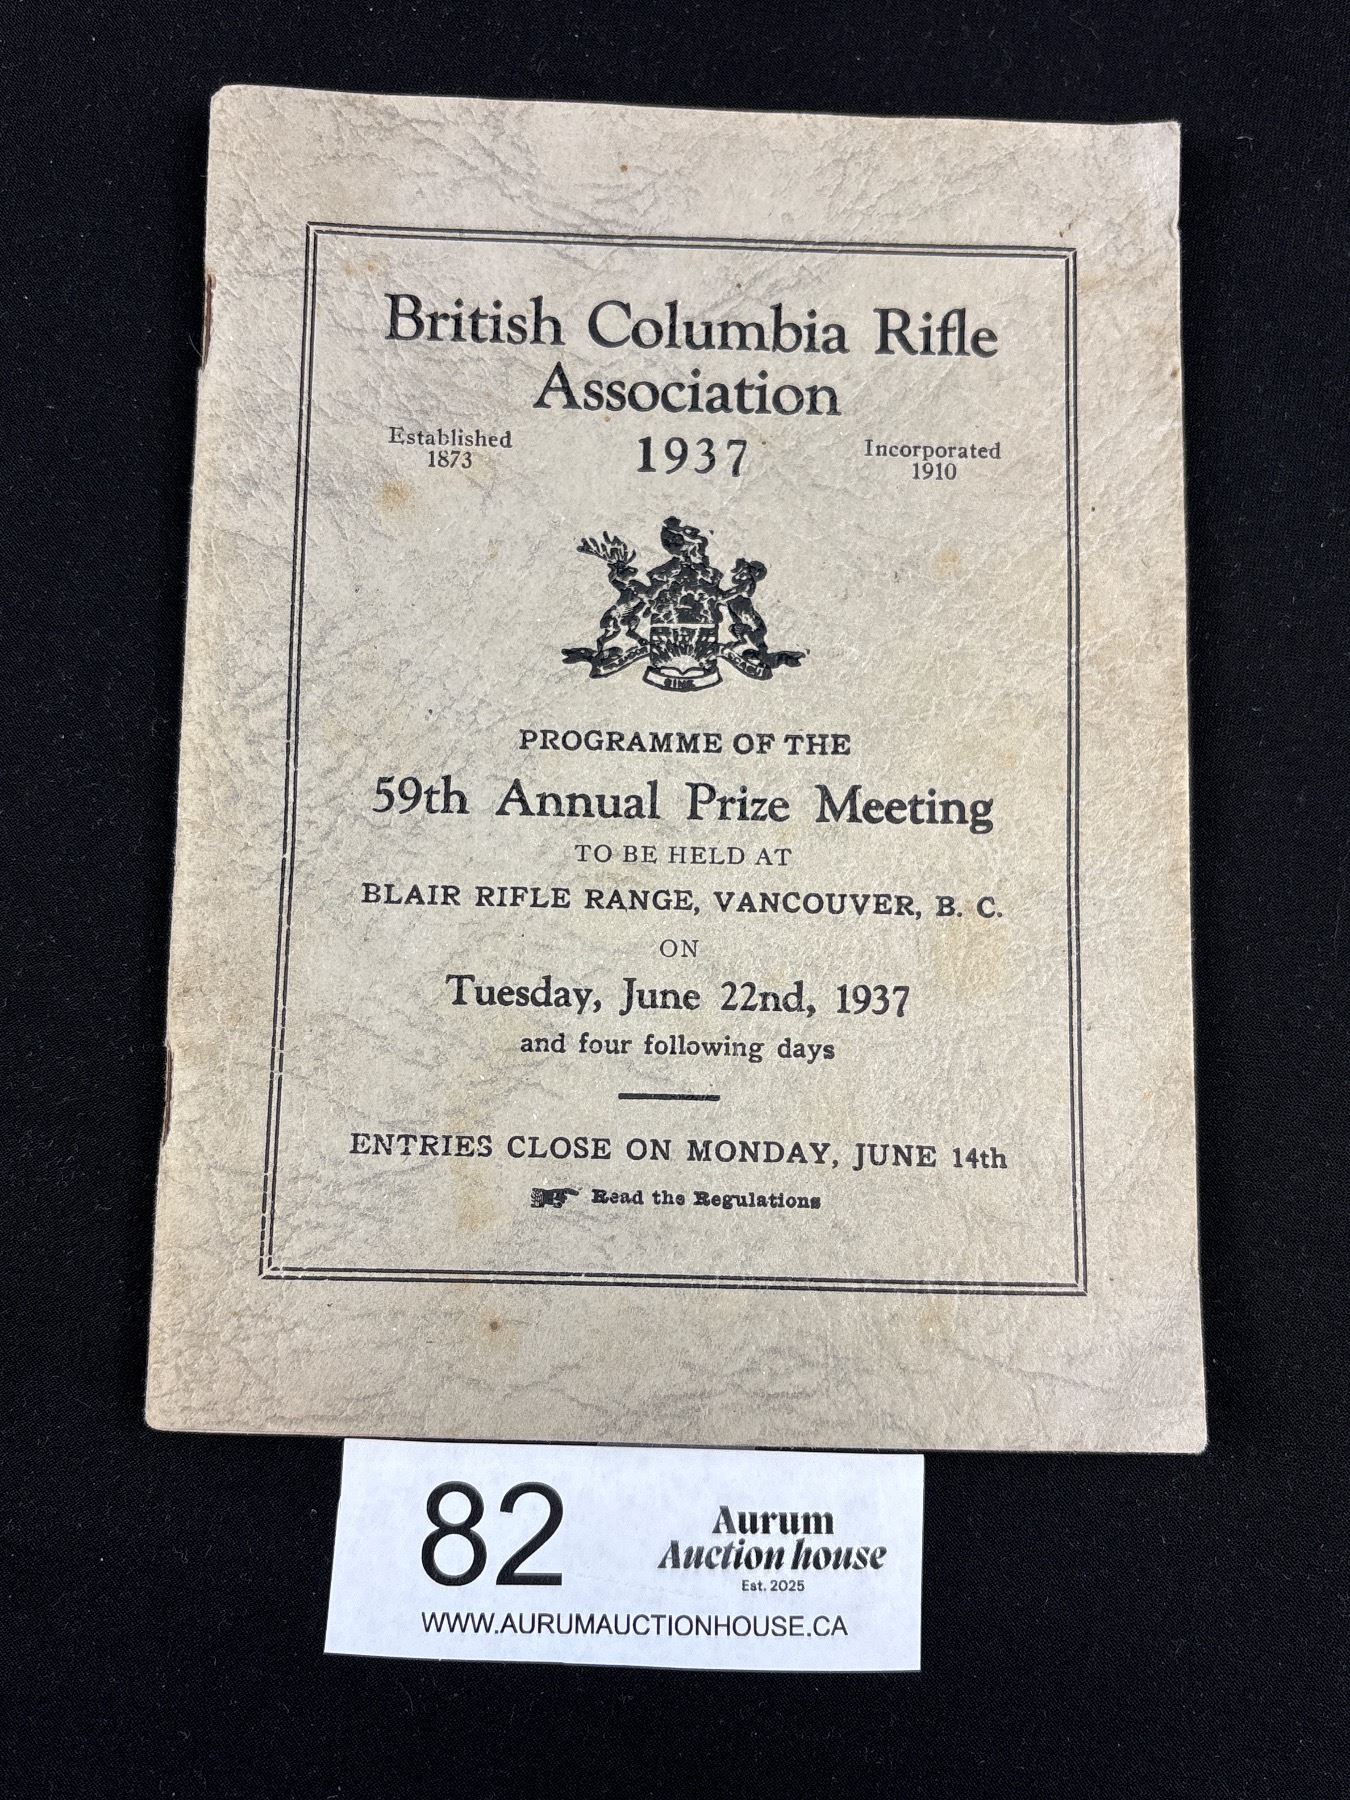 British Columbia Rifle
Association
Established
1873
1937
Incorporated
1910
SINE
PROGRAMME OF THE
59th Annual Prize Meeting
TO BE HELD AT
BLAIR RIFLE RANGE, VANCOUVER, B. C.
ON
Tuesday, June 22nd, 1937
and four following days
ENTRIES CLOSE ON MONDAY, JUNE 14th
Read the Regulations
82
Aurum
Auction house
Est. 2025
WWW.AURUMAUCTIONHOUSE.CA